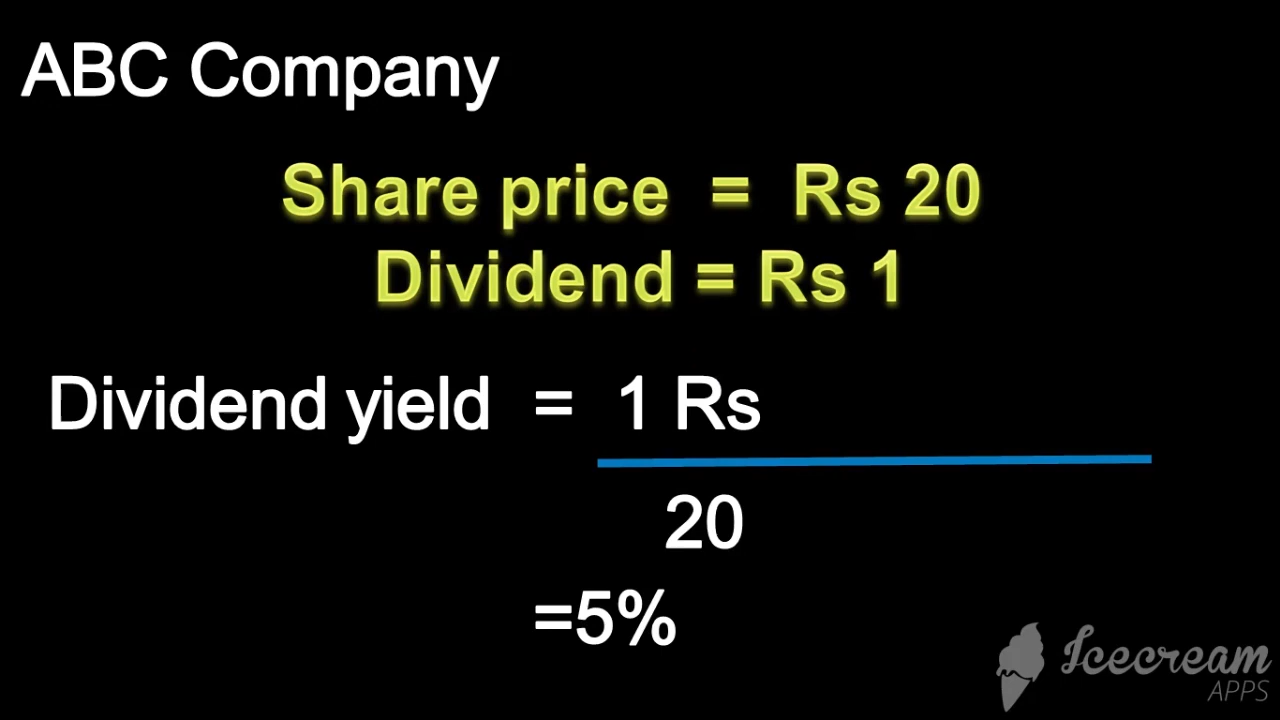 ABC Company
Share price = Rs 20
Dividend = Rs 1
Dividend yield = 1 Rs
20
=5%
Icecream
APPS